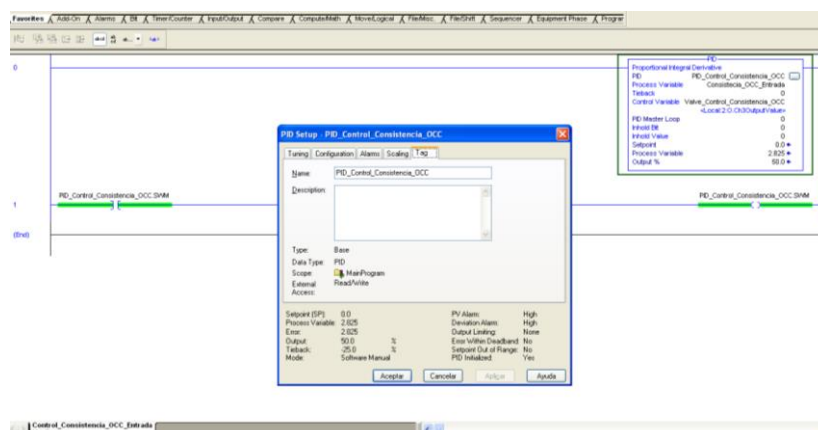 Favorites Add-On Alarms Bit Timer/Counter Input/Output Compare Compute/Math Move/Logical File/Misc. File/Shift Sequencer Equipment Phase Program
0
PID
Proportional Integral Derivative
PID PID_Control_Consistencia_OCC
Process Variable Consistecia_OCC_Entrada
Tieback 0
Control Variable Valve_Control_Consistencia_OCC
<Local:2:O.Ch3OutputValue>
PID Master Loop 0
Inhold Bit 0
Inhold Value 0
Setpoint 0.0
Process Variable 2.825
Output % 50.0
PID Setup - PID_Control_Consistencia_OCC
Tuning Configuration Alarms Scaling Tag
Name: PID_Control_Consistencia_OCC
Description:
Type: Base
Data Type: PID
Scope: MainProgram
External Access: Read/Write
Setpoint (SP): 0.0
Process Variable: 2.825
Error: 2.825
Output: 50.0 %
Tieback: -25.0 %
Mode: Software Manual
PV Alarm: High
Deviation Alarm: High
Output Limiting: None
Error Within Deadband: No
Setpoint Out of Range: No
PID Initialized: Yes
Aceptar Cancelar Aplicar Ayuda
1
PID_Control_Consistencia_OCC.SWM
PID_Control_Consistencia_OCC.SWM
(End)
Control_Consistencia_OCC_Entrada